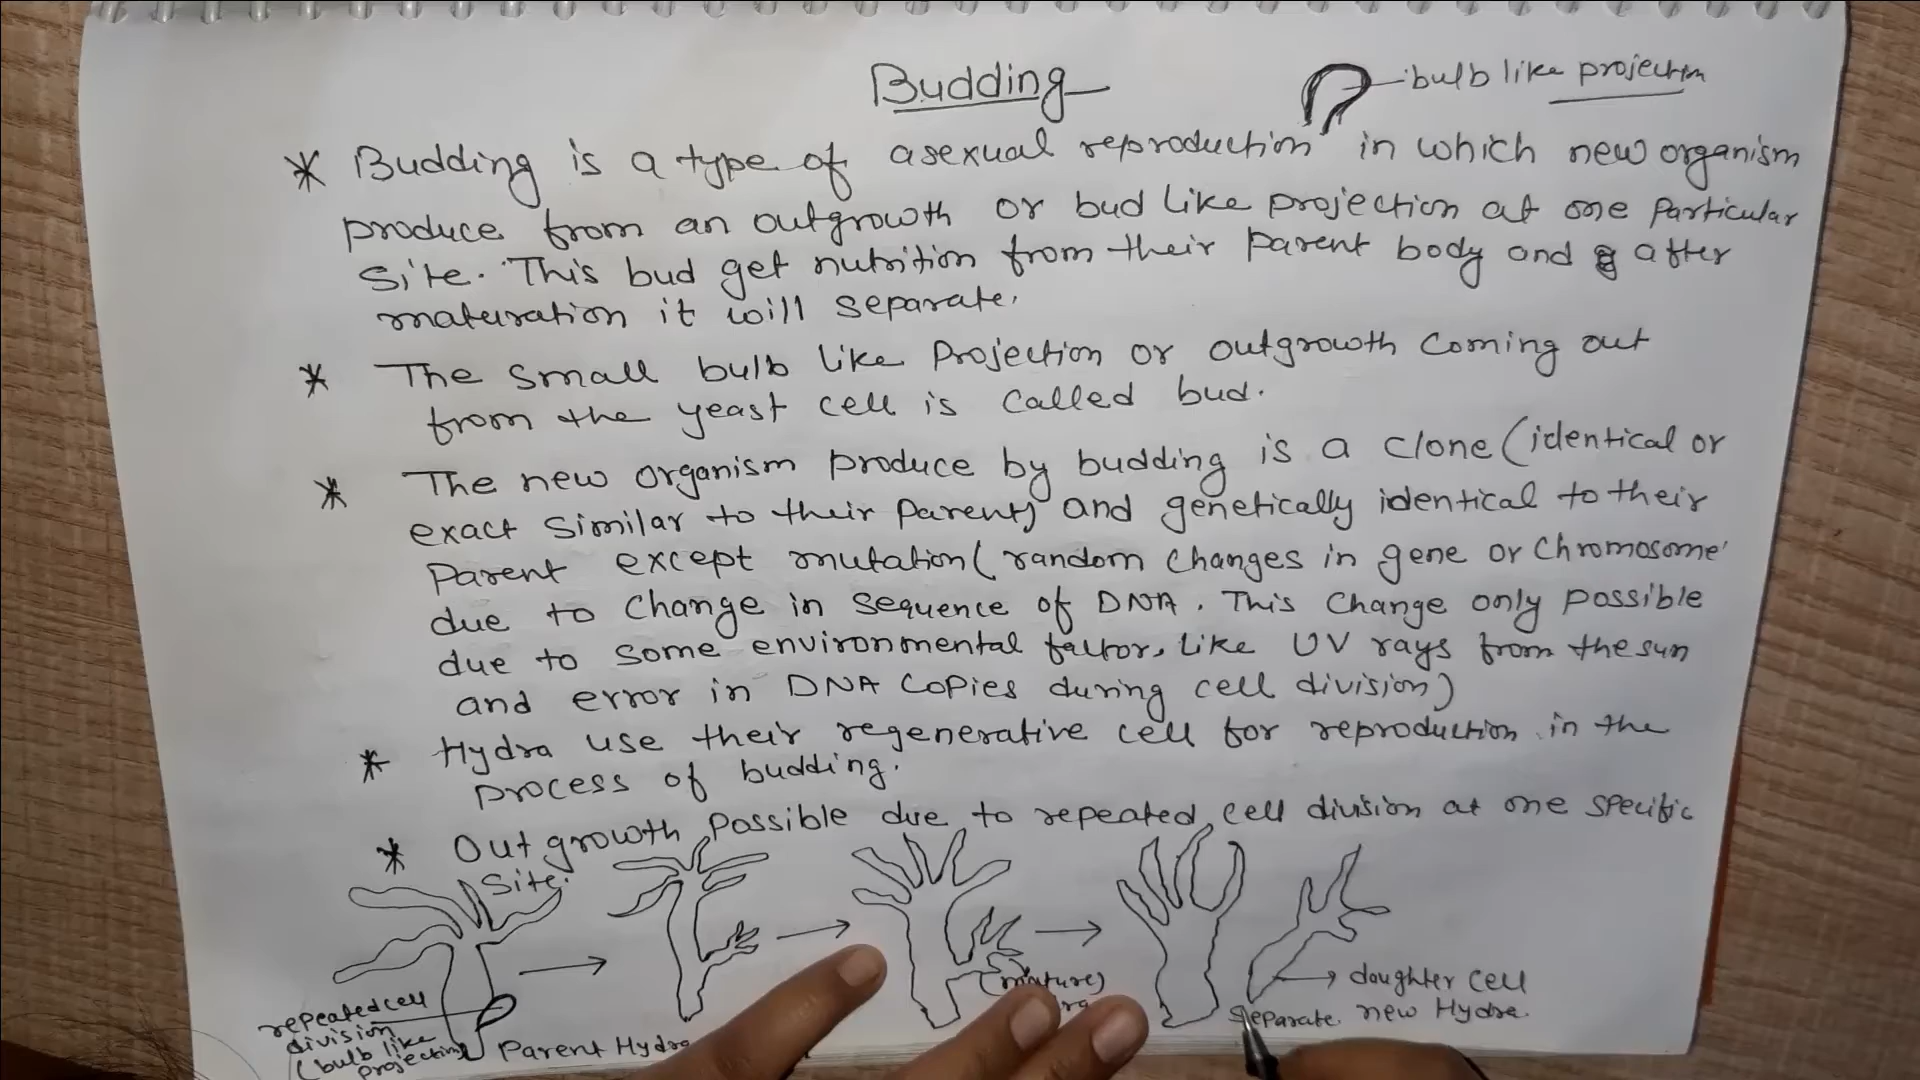 Budding
bulb like projection
* Budding is a type of asexual reproduction in which new organism
produce from an outgrowth or bud like projection at one particular
site. This bud get nutrition from their parent body and after
maturation it will separate.
* The small bulb like Projection or outgrowth coming out
from the yeast cell is called bud.
* The new organism produce by budding is a clone (identical or
exact similar to their parent) and genetically identical to their
parent except mutation (random changes in gene or chromosome
due to change in sequence of DNA. This change only possible
due to some environmental factor, like UV rays from the sun
and error in DNA copies during cell division)
* Hydra use their regenerative cell for reproduction in the
process of budding.
* Outgrowth possible due to repeated cell division at one specific
site.
repeated cell
division
(bulb like
projecting
Parent Hydra
(mature)
daughter cell
separate new Hydra.